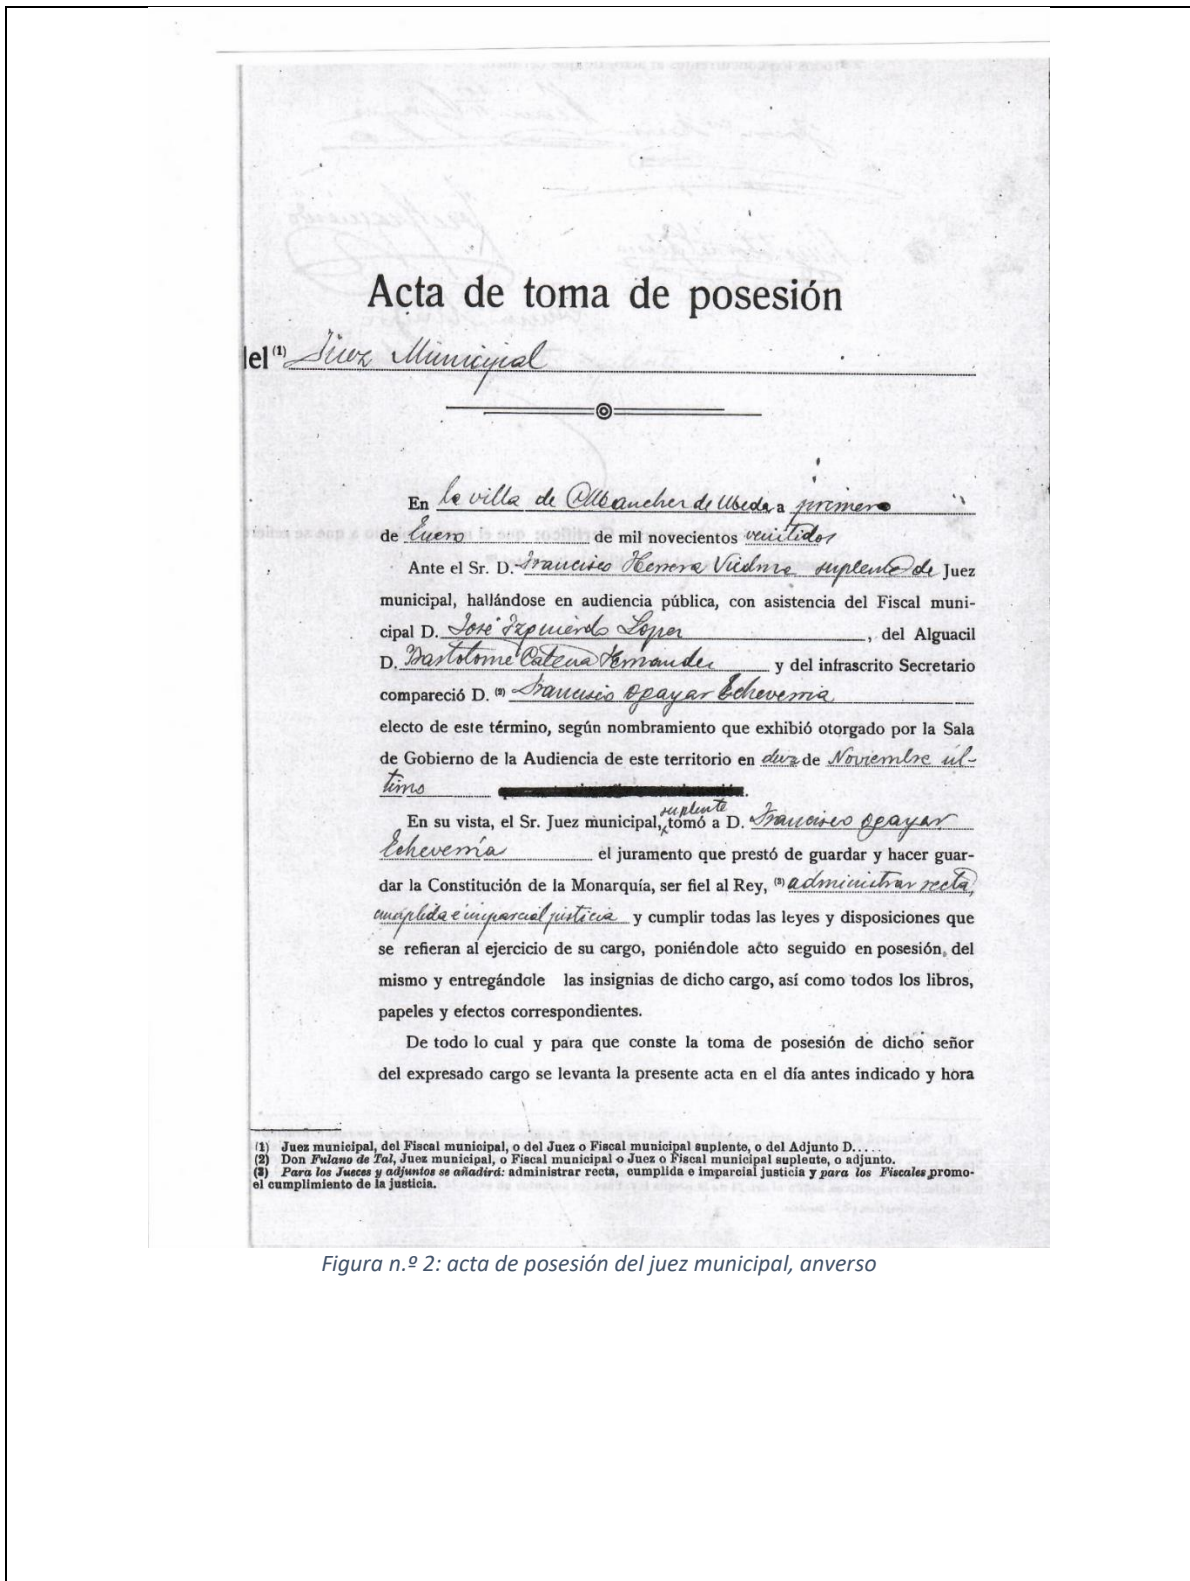 Acta de toma de posesión
el (1) Juez Municipal
En la villa de Albancher de Ubeda a primero
de Enero de mil novecientos veintidos
Ante el Sr. D. Francisco Herrera Viedma suplente de Juez
municipal, hallándose en audiencia pública, con asistencia del Fiscal muni-
cipal D. José Izquierdo Lopez, del Alguacil
D. Bartolome Catena Hernandez y del infrascrito Secretario
compareció D. (2) Francisco Ogayar Echeverria
electo de este término, según nombramiento que exhibió otorgado por la Sala
de Gobierno de la Audiencia de este territorio en diez de Noviembre úl-
timo.
En su vista, el Sr. Juez municipal, suplente tomó a D. Francisco Ogayar
Echeverría el juramento que prestó de guardar y hacer guar-
dar la Constitución de la Monarquía, ser fiel al Rey, (3) administrar recta,
cumplida e imparcial justicia y cumplir todas las leyes y disposiciones que
se refieran al ejercicio de su cargo, poniéndole acto seguido en posesión del
mismo y entregándole las insignias de dicho cargo, así como todos los libros,
papeles y efectos correspondientes.
De todo lo cual y para que conste la toma de posesión de dicho señor
del expresado cargo se levanta la presente acta en el día antes indicado y hora
(1) Juez municipal, del Fiscal municipal, o del Juez o Fiscal municipal suplente, o del Adjunto D.....
(2) Don Fulano de Tal, Juez municipal, o Fiscal municipal o Juez o Fiscal municipal suplente, o adjunto.
(3) Para los Jueces y adjuntos se añadirá: administrar recta, cumplida e imparcial justicia y para los Fiscales promo-
el cumplimiento de la justicia.
Figura n.º 2: acta de posesión del juez municipal, anverso